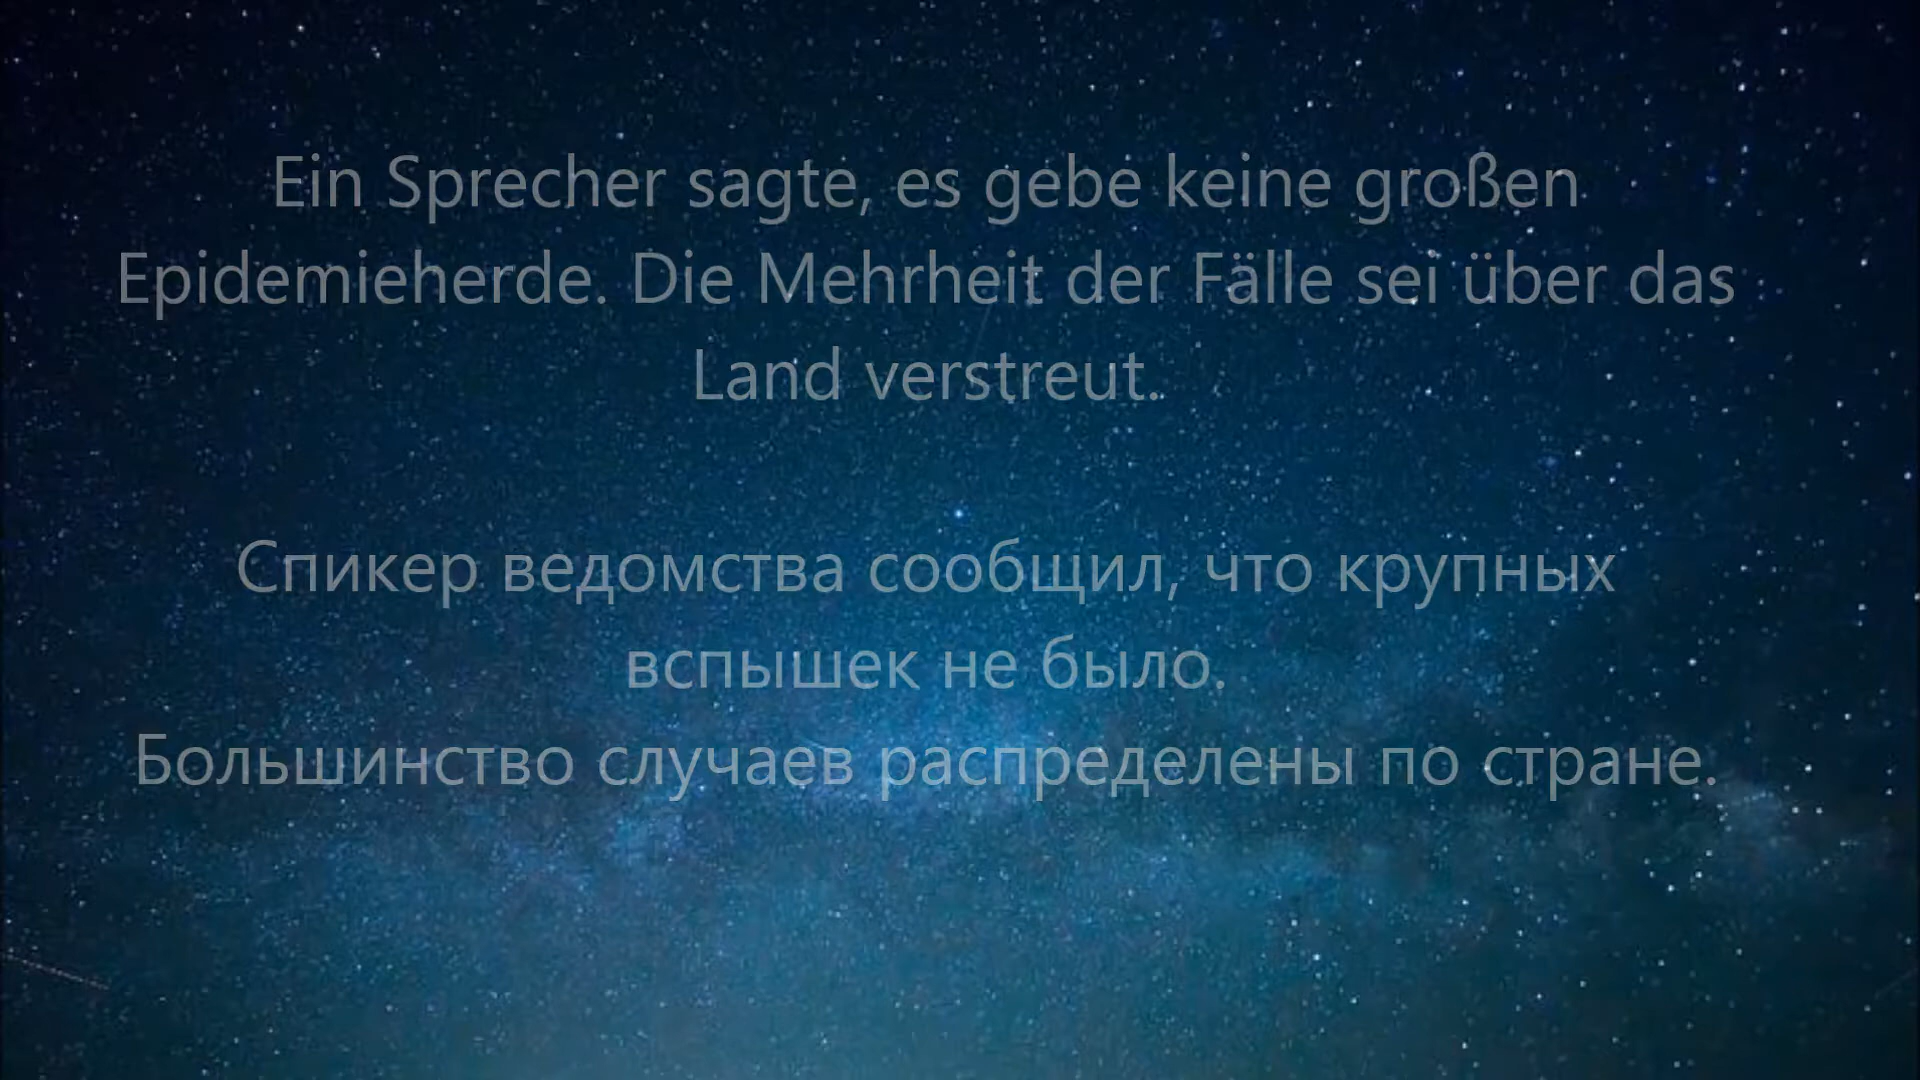 Ein Sprecher sagte, es gebe keine großen
Epidemieherde. Die Mehrheit der Fälle sei über das
Land verstreut.
Спикер ведомства сообщил, что крупных
вспышек не было.
Большинство случаев распределены по стране.